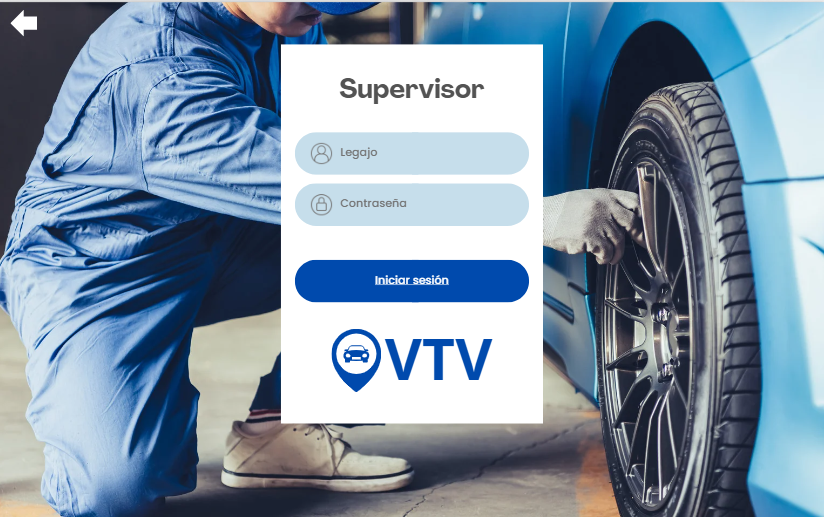 Supervisor
Legajo
Contraseña
Iniciar sesión
VTV